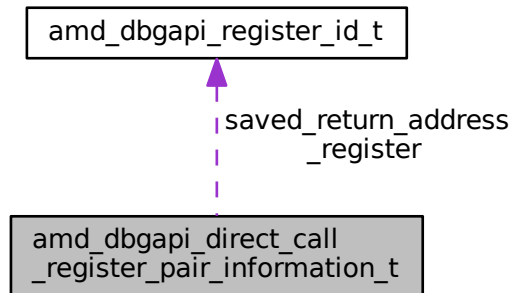 amd_dbgapi_register_id_t
saved_return_address
_register
amd_dbgapi_direct_call
_register_pair_information_t